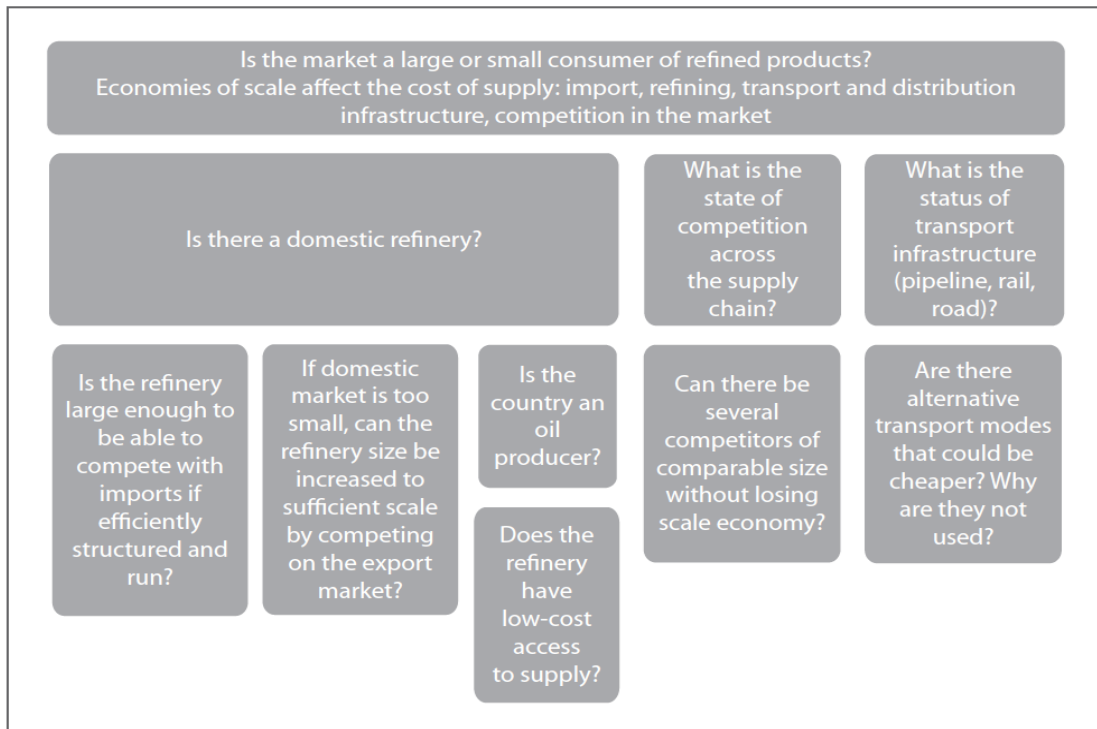 Is the market a large or small consumer of refined products?
Economies of scale affect the cost of supply: import, refining, transport and distribution
infrastructure, competition in the market
Is there a domestic refinery?
What is the
state of
competition
across
the supply
chain?
What is the
status of
transport
infrastructure
(pipeline, rail,
road)?
Is the refinery
large enough to
be able to
compete with
imports if
efficiently
structured and
run?
If domestic
market is too
small, can the
refinery size be
increased to
sufficient scale
by competing
on the export
market?
Is the
country an
oil
producer?
Does the
refinery
have
low-cost
access
to supply?
Can there be
several
competitors of
comparable size
without losing
scale economy?
Are there
alternative
transport modes
that could be
cheaper? Why
are they not
used?